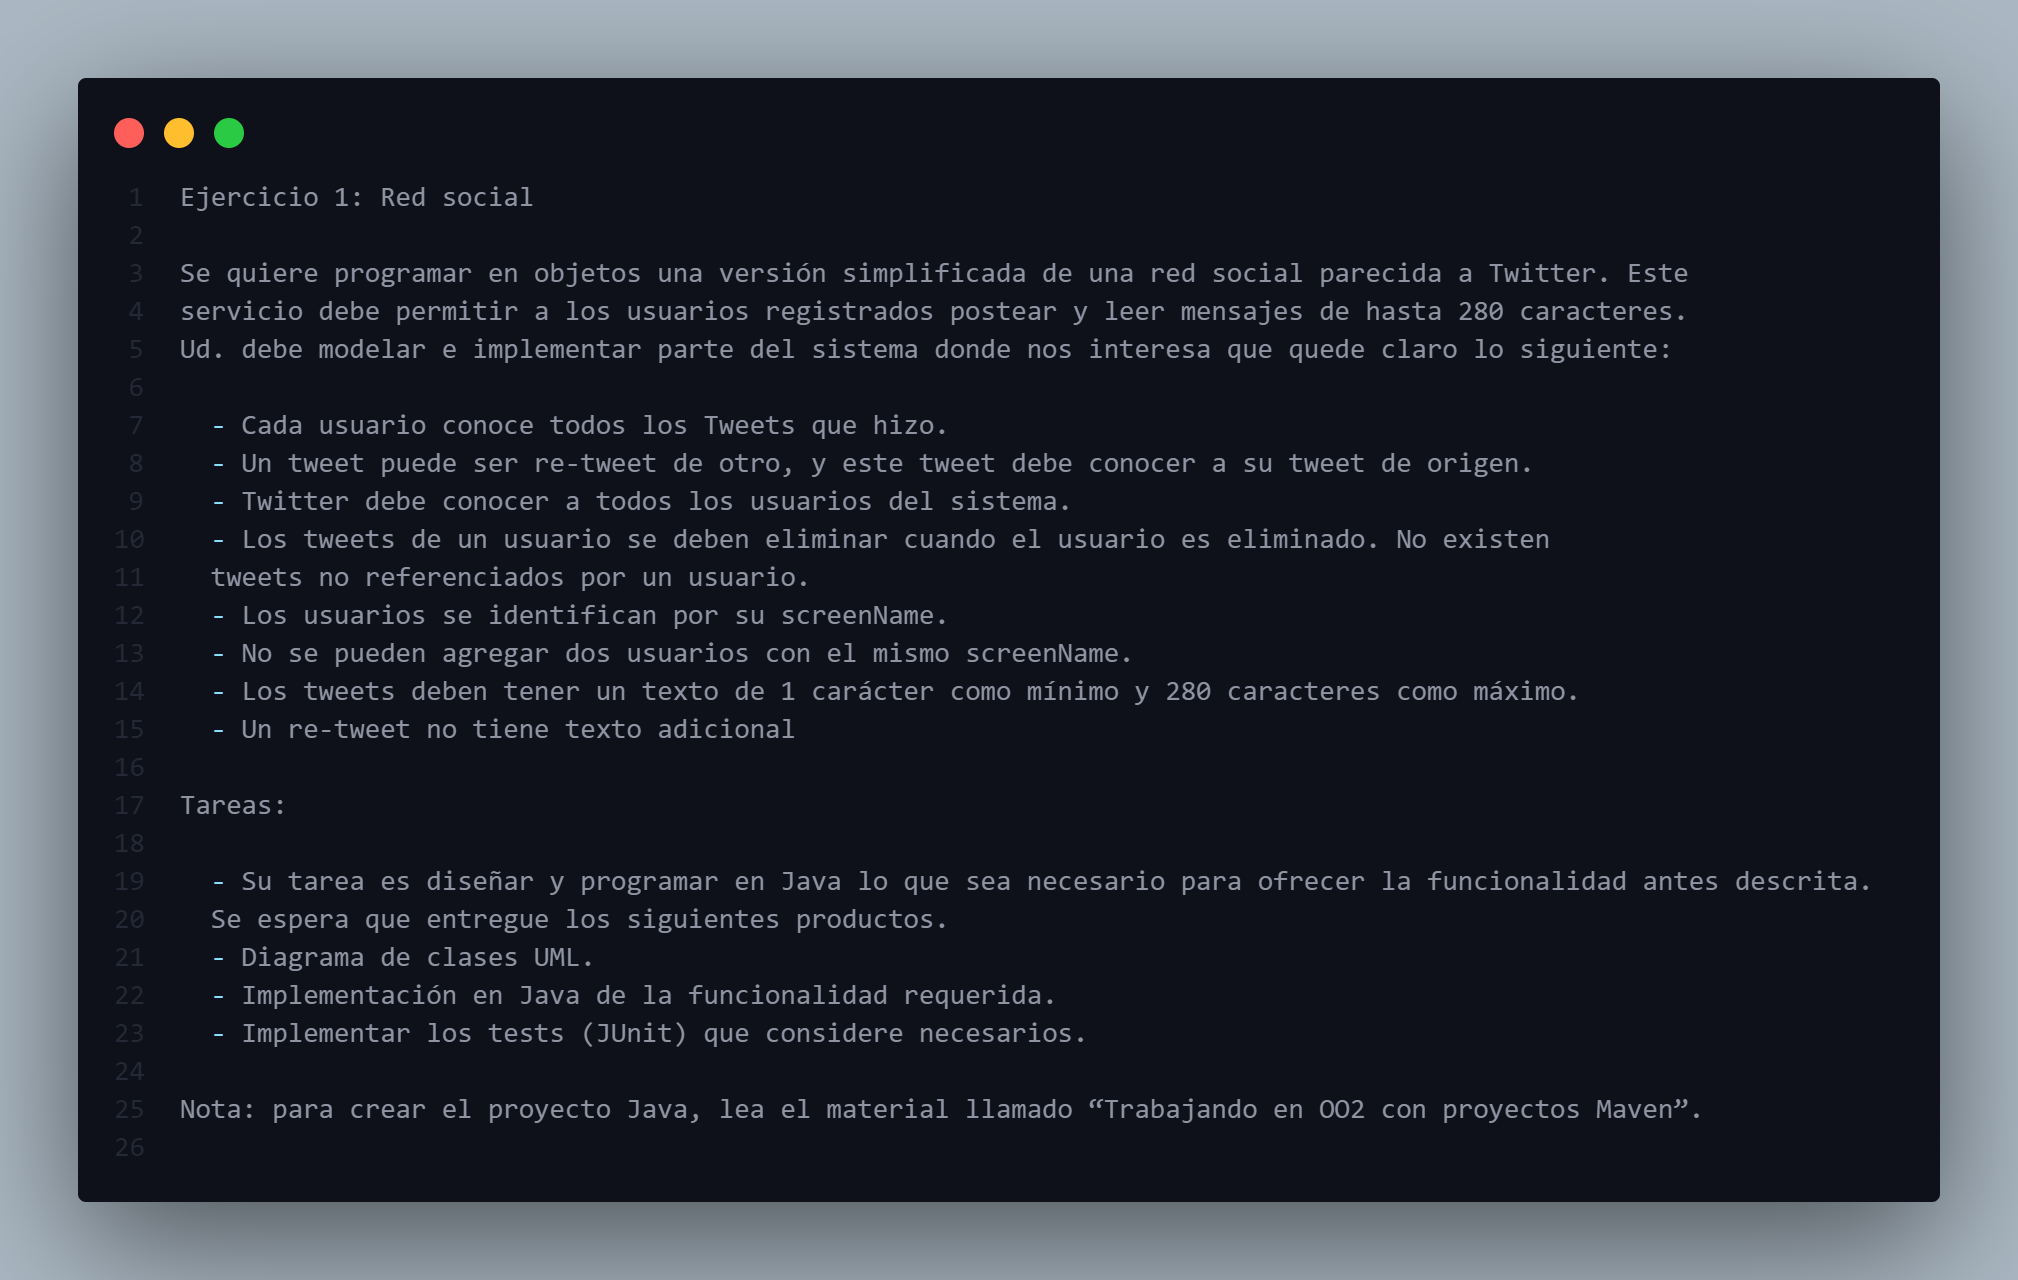 1 Ejercicio 1: Red social
2
3 Se quiere programar en objetos una versión simplificada de una red social parecida a Twitter. Este
4 servicio debe permitir a los usuarios registrados postear y leer mensajes de hasta 280 caracteres.
5 Ud. debe modelar e implementar parte del sistema donde nos interesa que quede claro lo siguiente:
6
7 - Cada usuario conoce todos los Tweets que hizo.
8 - Un tweet puede ser re-tweet de otro, y este tweet debe conocer a su tweet de origen.
9 - Twitter debe conocer a todos los usuarios del sistema.
10 - Los tweets de un usuario se deben eliminar cuando el usuario es eliminado. No existen
11 tweets no referenciados por un usuario.
12 - Los usuarios se identifican por su screenName.
13 - No se pueden agregar dos usuarios con el mismo screenName.
14 - Los tweets deben tener un texto de 1 carácter como mínimo y 280 caracteres como máximo.
15 - Un re-tweet no tiene texto adicional
16
17 Tareas:
18
19 - Su tarea es diseñar y programar en Java lo que sea necesario para ofrecer la funcionalidad antes descrita.
20 Se espera que entregue los siguientes productos.
21 - Diagrama de clases UML.
22 - Implementación en Java de la funcionalidad requerida.
23 - Implementar los tests (JUnit) que considere necesarios.
24
25 Nota: para crear el proyecto Java, lea el material llamado “Trabajando en OO2 con proyectos Maven”.
26